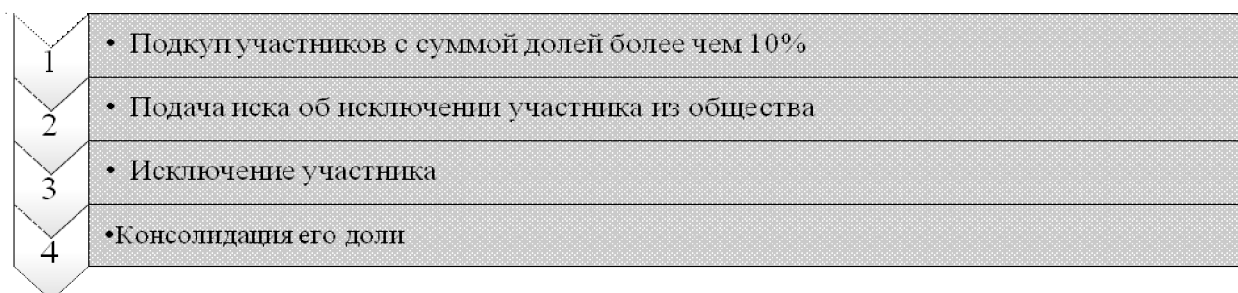 1 • Подкуп участников с суммой долей более чем 10%
2 • Подача иска об исключении участника из общества
3 • Исключение участника
4 •Консолидация его доли